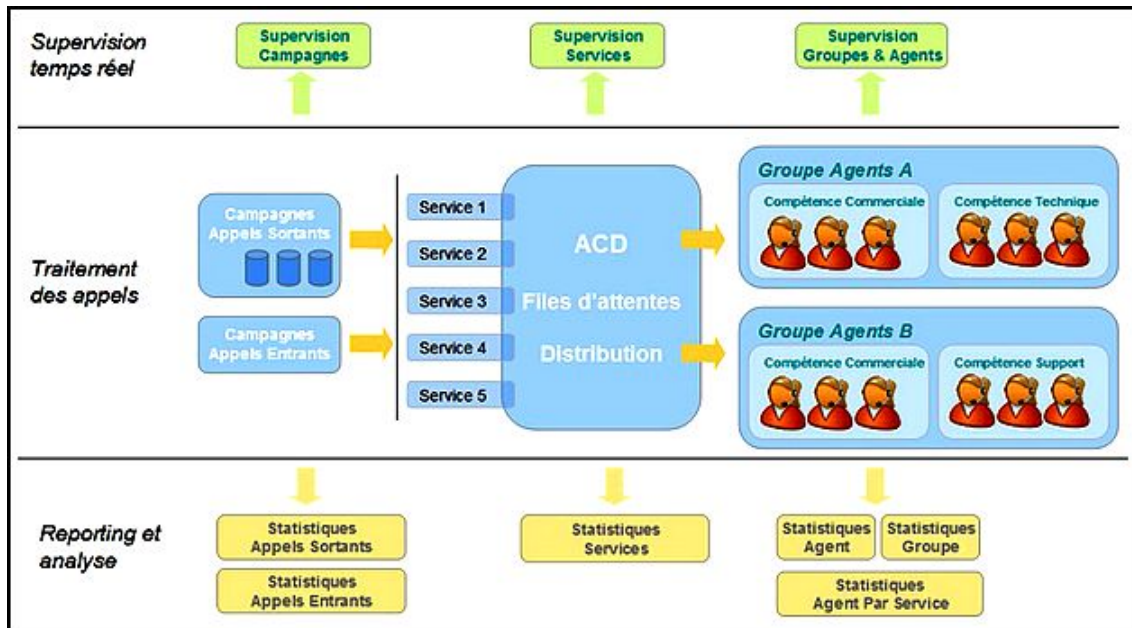 Supervision
temps réel
Supervision
Campagnes
Supervision
Services
Supervision
Groupes & Agents
Traitement
des appels
Campagnes
Appels Sortants
Campagnes
Appels Entrants
Service 1
Service 2
Service 3
Service 4
Service 5
ACD
Files d'attentes
Distribution
Groupe Agents A
Compétence Commerciale
Compétence Technique
Groupe Agents B
Compétence Commerciale
Compétence Support
Reporting et
analyse
Statistiques
Appels Sortants
Statistiques
Appels Entrants
Statistiques
Services
Statistiques
Agent
Statistiques
Groupe
Statistiques
Agent Par Service